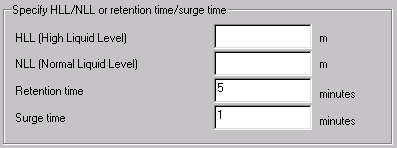 Specify HLL/NLL or retention time/surge time
HLL (High Liquid Level) m
NLL (Normal Liquid Level) m
Retention time 5 minutes
Surge time 1 minutes